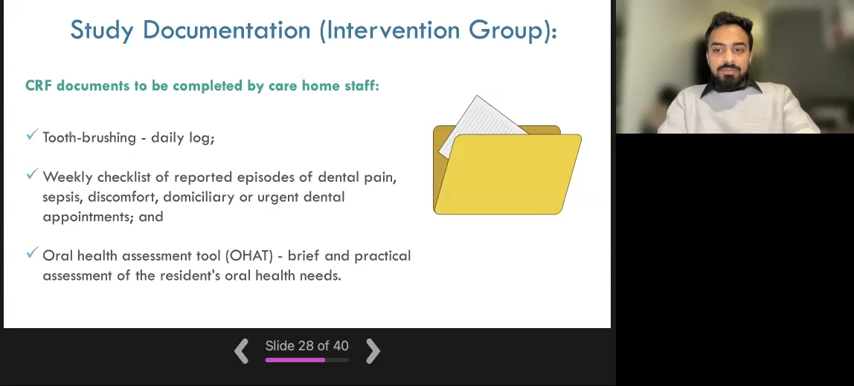 Study Documentation (Intervention Group):
CRF documents to be completed by care home staff:
✓ Tooth-brushing - daily log;
✓ Weekly checklist of reported episodes of dental pain,
sepsis, discomfort, domiciliary or urgent dental
appointments; and
✓ Oral health assessment tool (OHAT) - brief and practical
assessment of the resident's oral health needs.
Slide 28 of 40